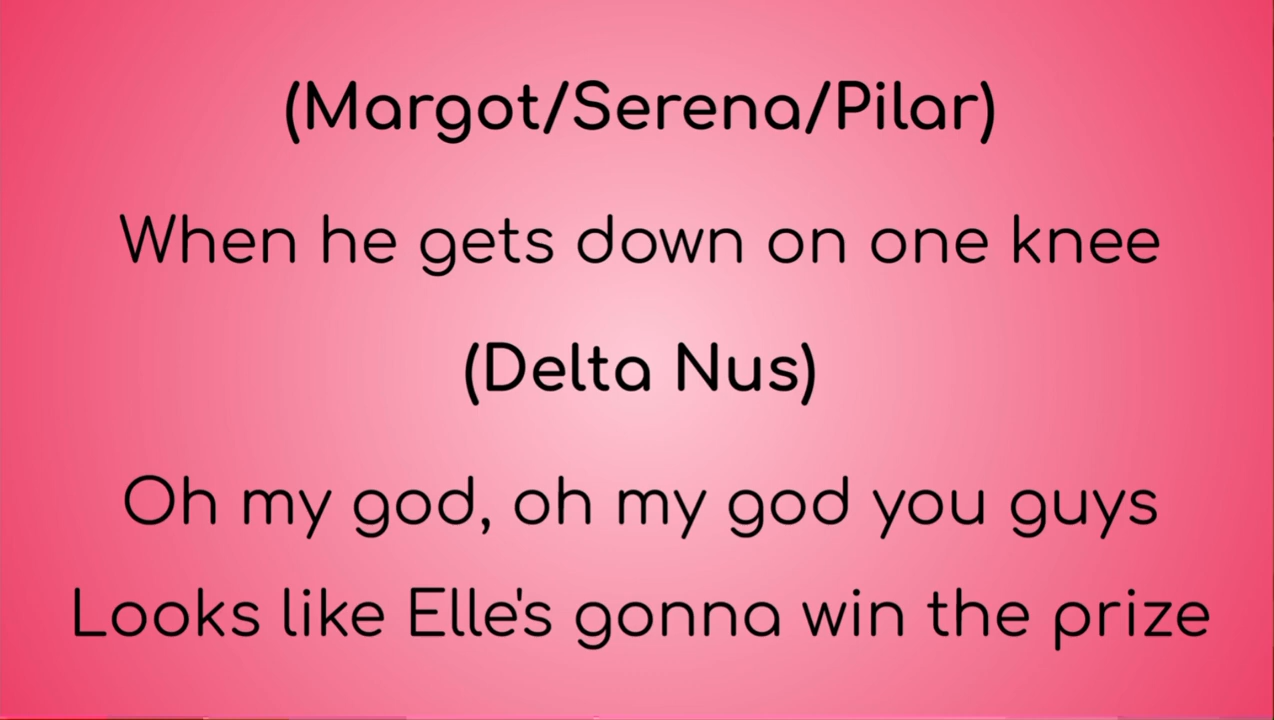 (Margot/Serena/Pilar)
When he gets down on one knee
(Delta Nus)
Oh my god, oh my god you guys
Looks like Elle's gonna win the prize